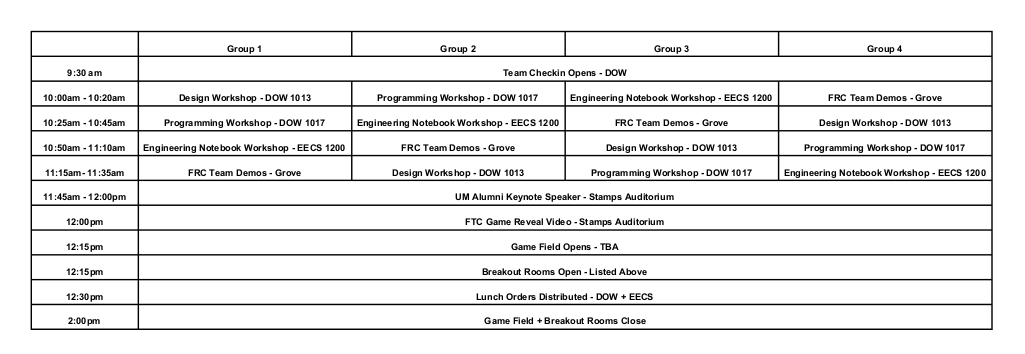 Group 1 Group 2 Group 3 Group 4
9:30 am Team Checkin Opens - DOW
10:00am - 10:20am Design Workshop - DOW 1013 Programming Workshop - DOW 1017 Engineering Notebook Workshop - EECS 1200 FRC Team Demos - Grove
10:25am - 10:45am Programming Workshop - DOW 1017 Engineering Notebook Workshop - EECS 1200 FRC Team Demos - Grove Design Workshop - DOW 1013
10:50am - 11:10am Engineering Notebook Workshop - EECS 1200 FRC Team Demos - Grove Design Workshop - DOW 1013 Programming Workshop - DOW 1017
11:15am - 11:35am FRC Team Demos - Grove Design Workshop - DOW 1013 Programming Workshop - DOW 1017 Engineering Notebook Workshop - EECS 1200
11:45am - 12:00pm UM Alumni Keynote Speaker - Stamps Auditorium
12:00pm FTC Game Reveal Video - Stamps Auditorium
12:15pm Game Field Opens - TBA
12:15pm Breakout Rooms Open - Listed Above
12:30pm Lunch Orders Distributed - DOW + EECS
2:00pm Game Field + Breakout Rooms Close